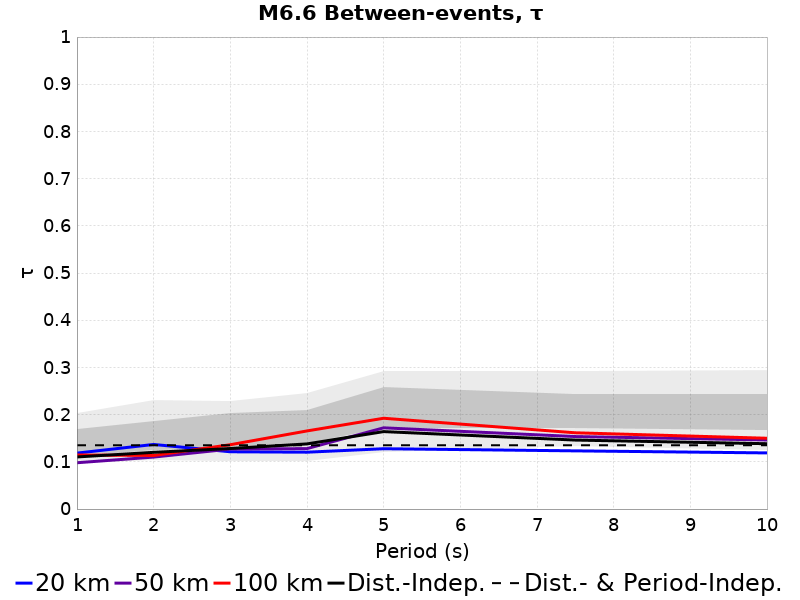 M6.6 Between-events, τ
1
0.9
0.8
0.7
0.6
0.5
0.4
0.3
0.2
0.1
0
τ
1 2 3 4 5 6 7 8 9 10
Period (s)
20 km 50 km 100 km Dist.-Indep. Dist.- & Period-Indep.